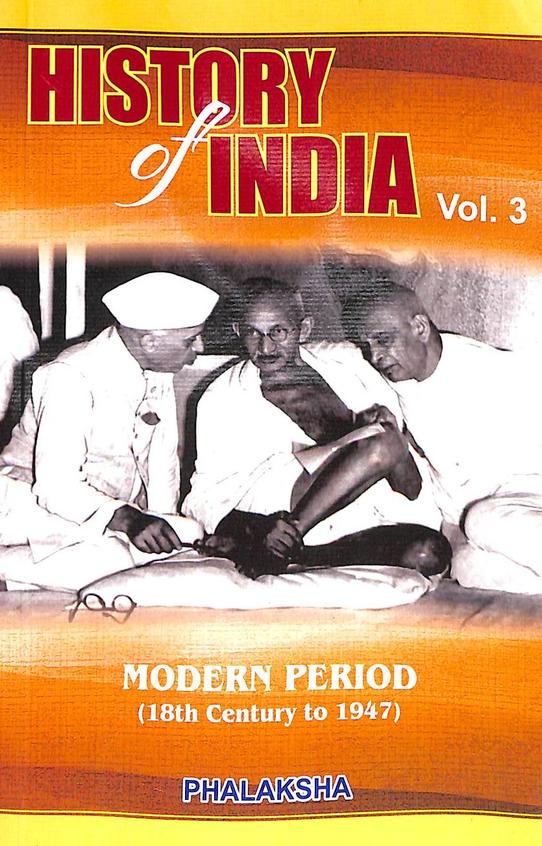 HISTORY
of INDIA Vol. 3
MODERN PERIOD
(18th Century to 1947)
PHALAKSHA